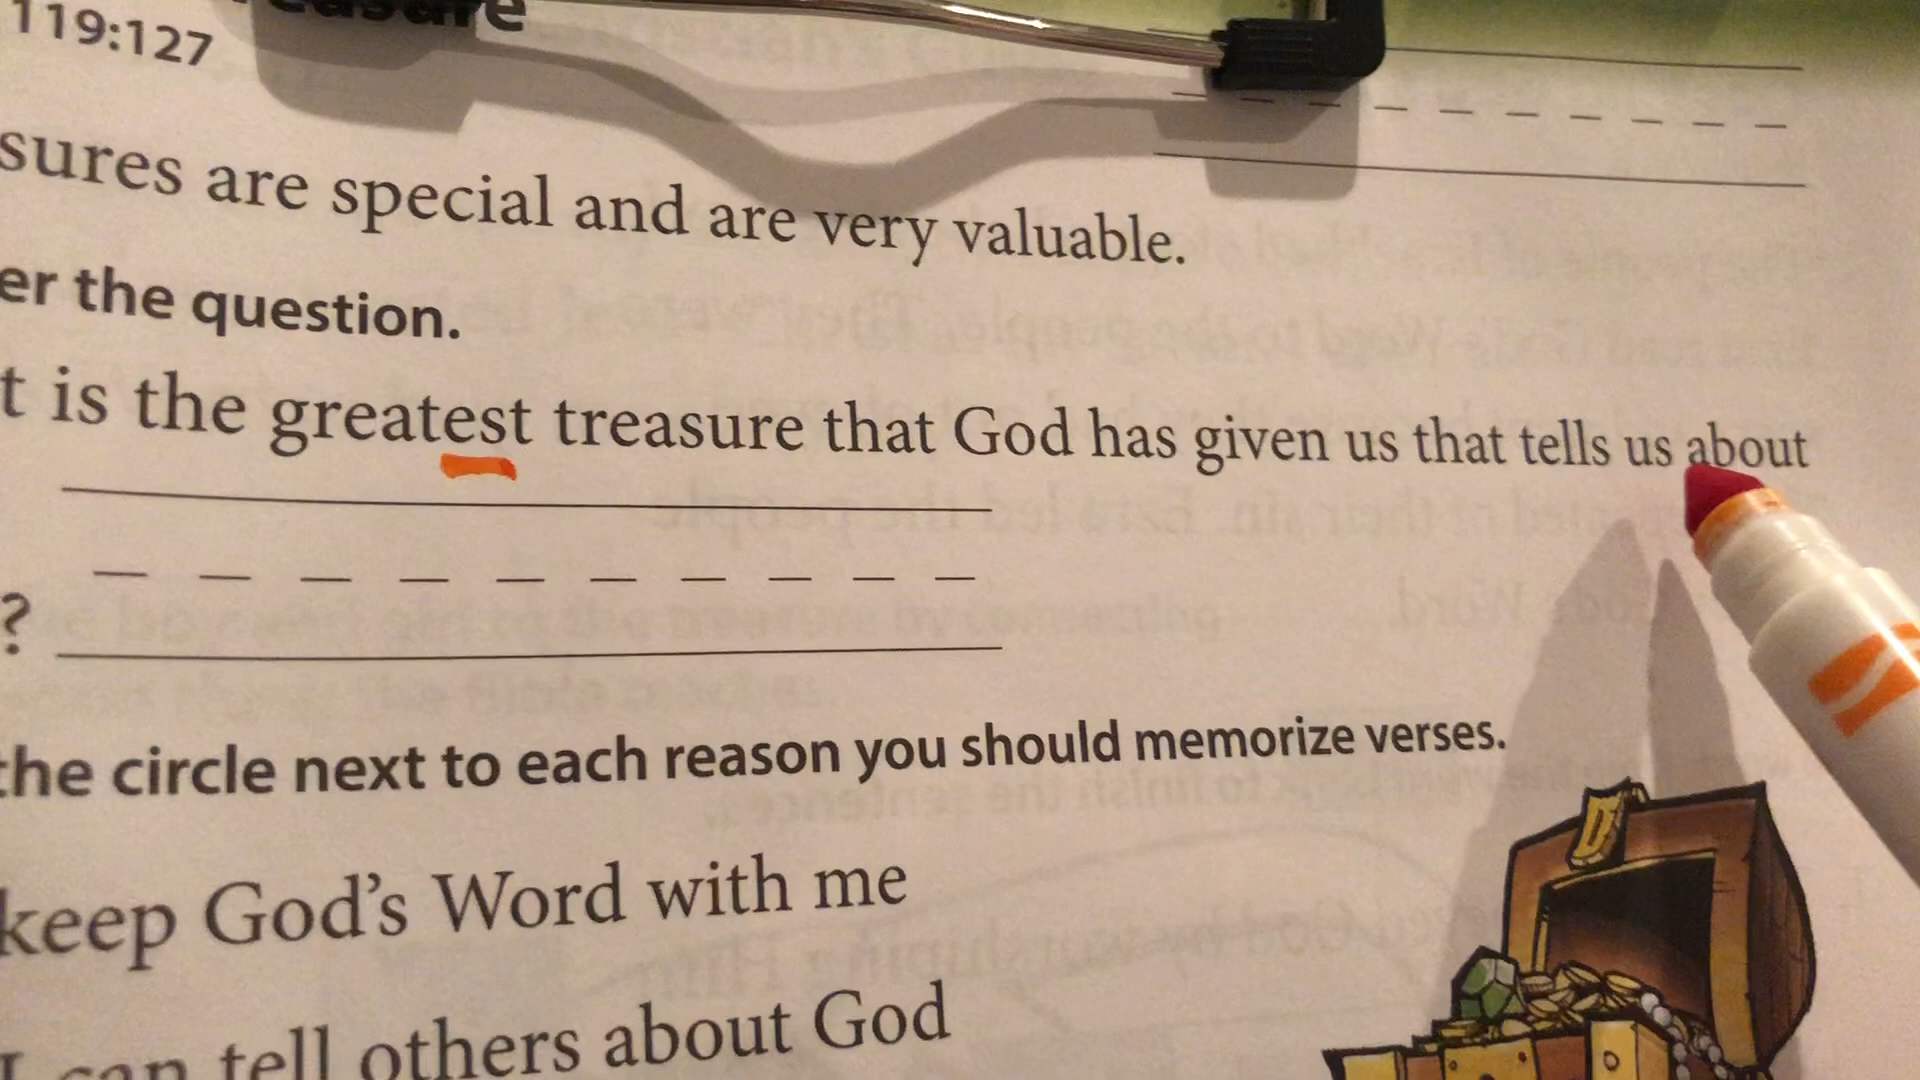 119:127
sures are special and are very valuable.
er the question.
t is the greatest treasure that God has given us that tells us about
?
the circle next to each reason you should memorize verses.
keep God's Word with me
I can tell others about God